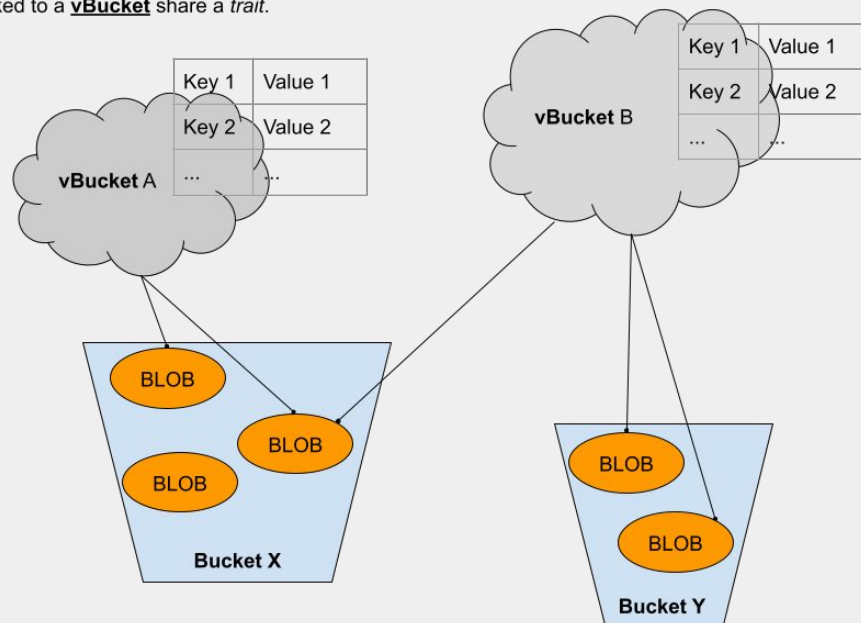 to a vBucket share a trait.
Key 1 Value 1
Key 2 Value 2
... ...
vBucket A
Key 1 Value 1
Key 2 Value 2
... ...
vBucket B
BLOB
BLOB
BLOB
Bucket X
BLOB
BLOB
Bucket Y